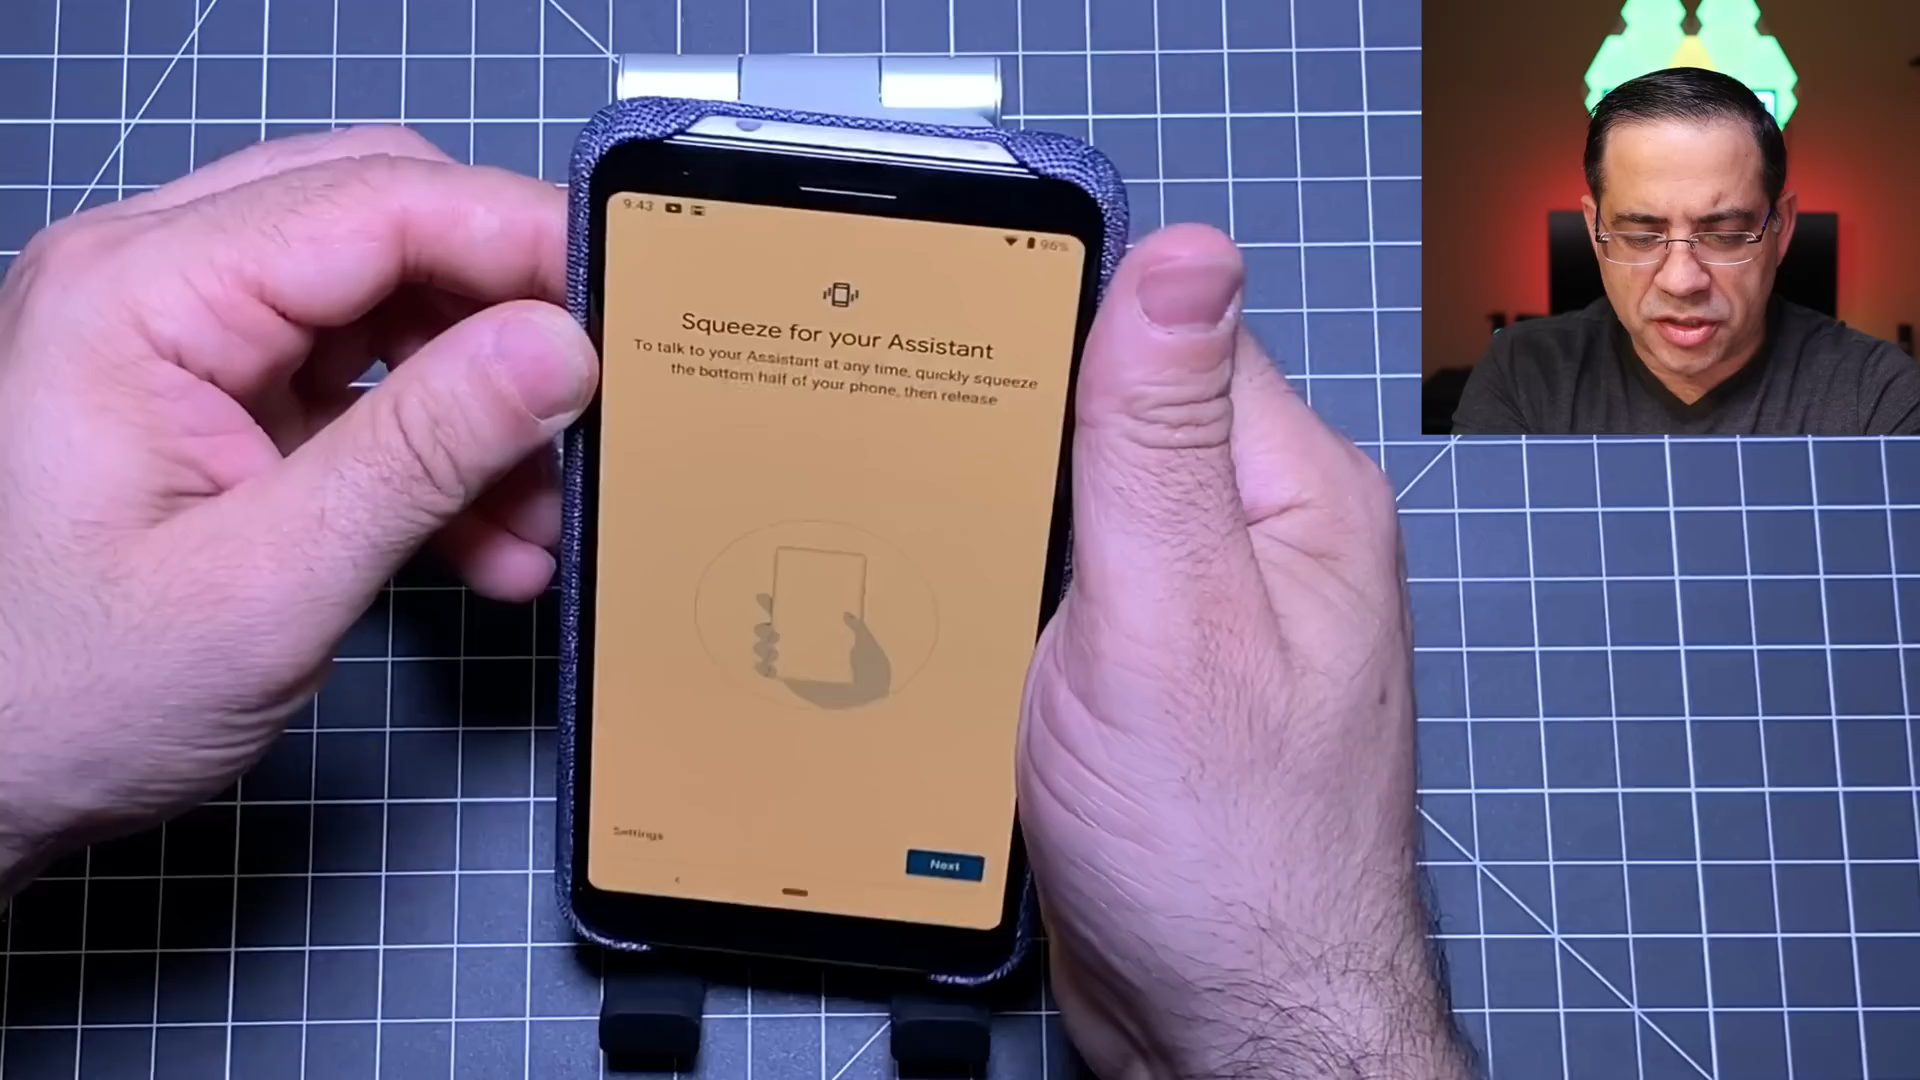 9:43
96%
Squeeze for your Assistant
To talk to your Assistant at any time, quickly squeeze
the bottom half of your phone, then release
Settings
Next